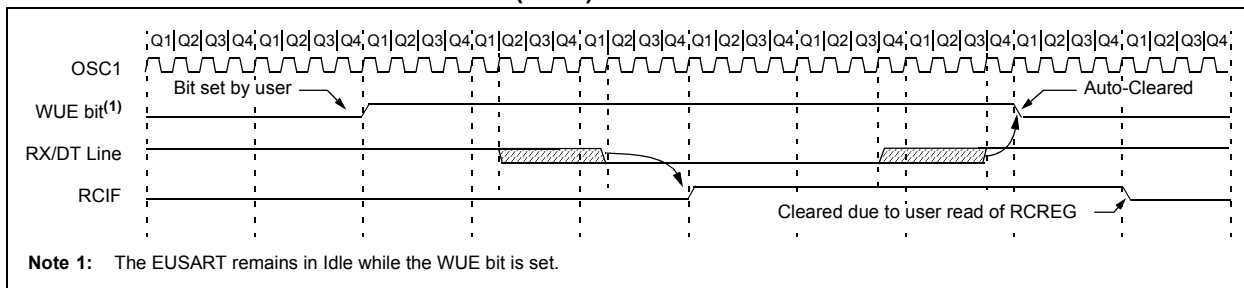 Q1 Q2 Q3 Q4 Q1 Q2 Q3 Q4 Q1 Q2 Q3 Q4 Q1 Q2 Q3 Q4 Q1 Q2 Q3 Q4 Q1 Q2 Q3 Q4 Q1 Q2 Q3 Q4 Q1 Q2 Q3 Q4 Q1 Q2 Q3 Q4 Q1 Q2 Q3 Q4
OSC1
Bit set by user
Auto-Cleared
WUE bit(1)
RX/DT Line
RCIF
Cleared due to user read of RCREG
Note 1: The EUSART remains in Idle while the WUE bit is set.